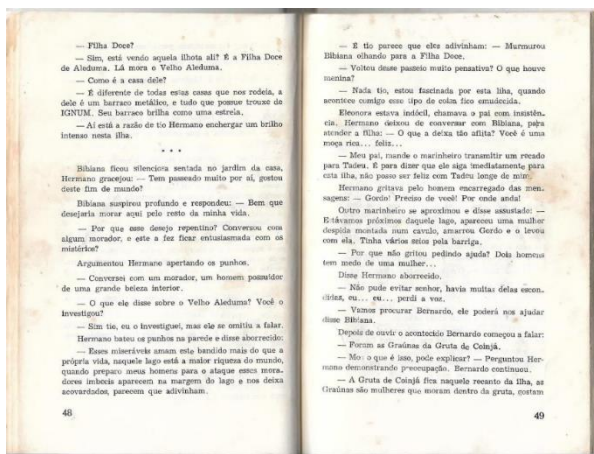 — Filha Doce?
— Sim, está vendo aquela ilhota ali? É a Filha Doce
de Aleduma. Lá mora o Velho Aleduma.
— Como é a casa dele?
— É diferente de todas essas casas que nos rodeia, a
dele é um barraco metálico, e tudo que possue trouxe do
IGNUM. Seu barraco brilha como uma estrela.
— Aí está a razão de tio Hermano enchergar um brilho
intenso nesta ilha.
* * *
Bibiana ficou silenciosa sentada no jardim da casa,
Hermano gracejou: — Tem passeado muito por aí, gostou
deste fim de mundo?
Bibiana suspirou profundo e respondeu: — Bem que
desejaria morar aqui pelo resto da minha vida.
— Por que esse desejo repentino? Conversou com
algum morador, e este a fez ficar entusiasmada com os
mistérios?
Argumentou Hermano apertando os punhos.
— Conversei com um morador, um homem possuidor
de uma grande beleza interior.
— O que ele disse sobre o Velho Aleduma? Você o
investigou?
— Sim tio, eu o investiguei, mas ele se omitiu a falar.
Hermano bateu os punhos na parede e disse aborrecido:
— Esses miseráveis amam este bandido mais do que a
própria vida, naquele lago está a maior riqueza do mundo,
quando preparo meus homens para o ataque esses mora-
dores imbecis aparecem na margem do lago e nos deixa
acovardados, parecem que adivinham.
48
— É tio parece que eles adivinham: — Murmurou
Bibiana olhando para a Filha Doce.
— Voltou desse passeio muito pensativa? O que houve
menina?
— Nada tio, estou fascinada por esta ilha, quando
acontece comigo esse tipo de coisa fico emudecida.
Eleonora estava indócil, chamava o pai com insistên-
cia. Hermano deixou de conversar com Bibiana, para
atender a filha: — O que a deixa tão aflita? Você é uma
moça rica... feliz...
— Meu pai, mande o marinheiro transmitir um recado
para Tadeu. É para dizer que ele siga imediatamente para
esta ilha, não posso ser feliz com Tadeu longe de mim.
Hermano gritava pelo homem encarregado das men-
sagens: — Gordo! Preciso de você! Por onde anda!
Outro marinheiro se aproximou e disse assustado: —
Estávamos próximos daquele lago, apareceu uma mulher
despida montada num cavalo, amarrou Gordo e o levou
com ela. Tinha vários seios pela barriga.
— Por que não gritou pedindo ajuda? Dois homens
tem medo de uma mulher...
Disse Hermano aborrecido.
— Não pude evitar senhor, havia muitas delas escon-
didas, eu... eu... perdi a voz.
— Vamos procurar Bernardo, ele poderá nos ajudar
disse Bibiana.
Depois de ouvir o acontecido Bernardo começou a falar:
— Foram as Graúnas da Gruta de Coinjá.
— Mo: o que é isso, pode explicar? — Perguntou Her-
mano demonstrando preocupação. Bernardo continuou.
— A Gruta de Coinjá fica naquele recanto da Ilha, as
Graúnas são mulheres que moram dentro da gruta, gostam
49